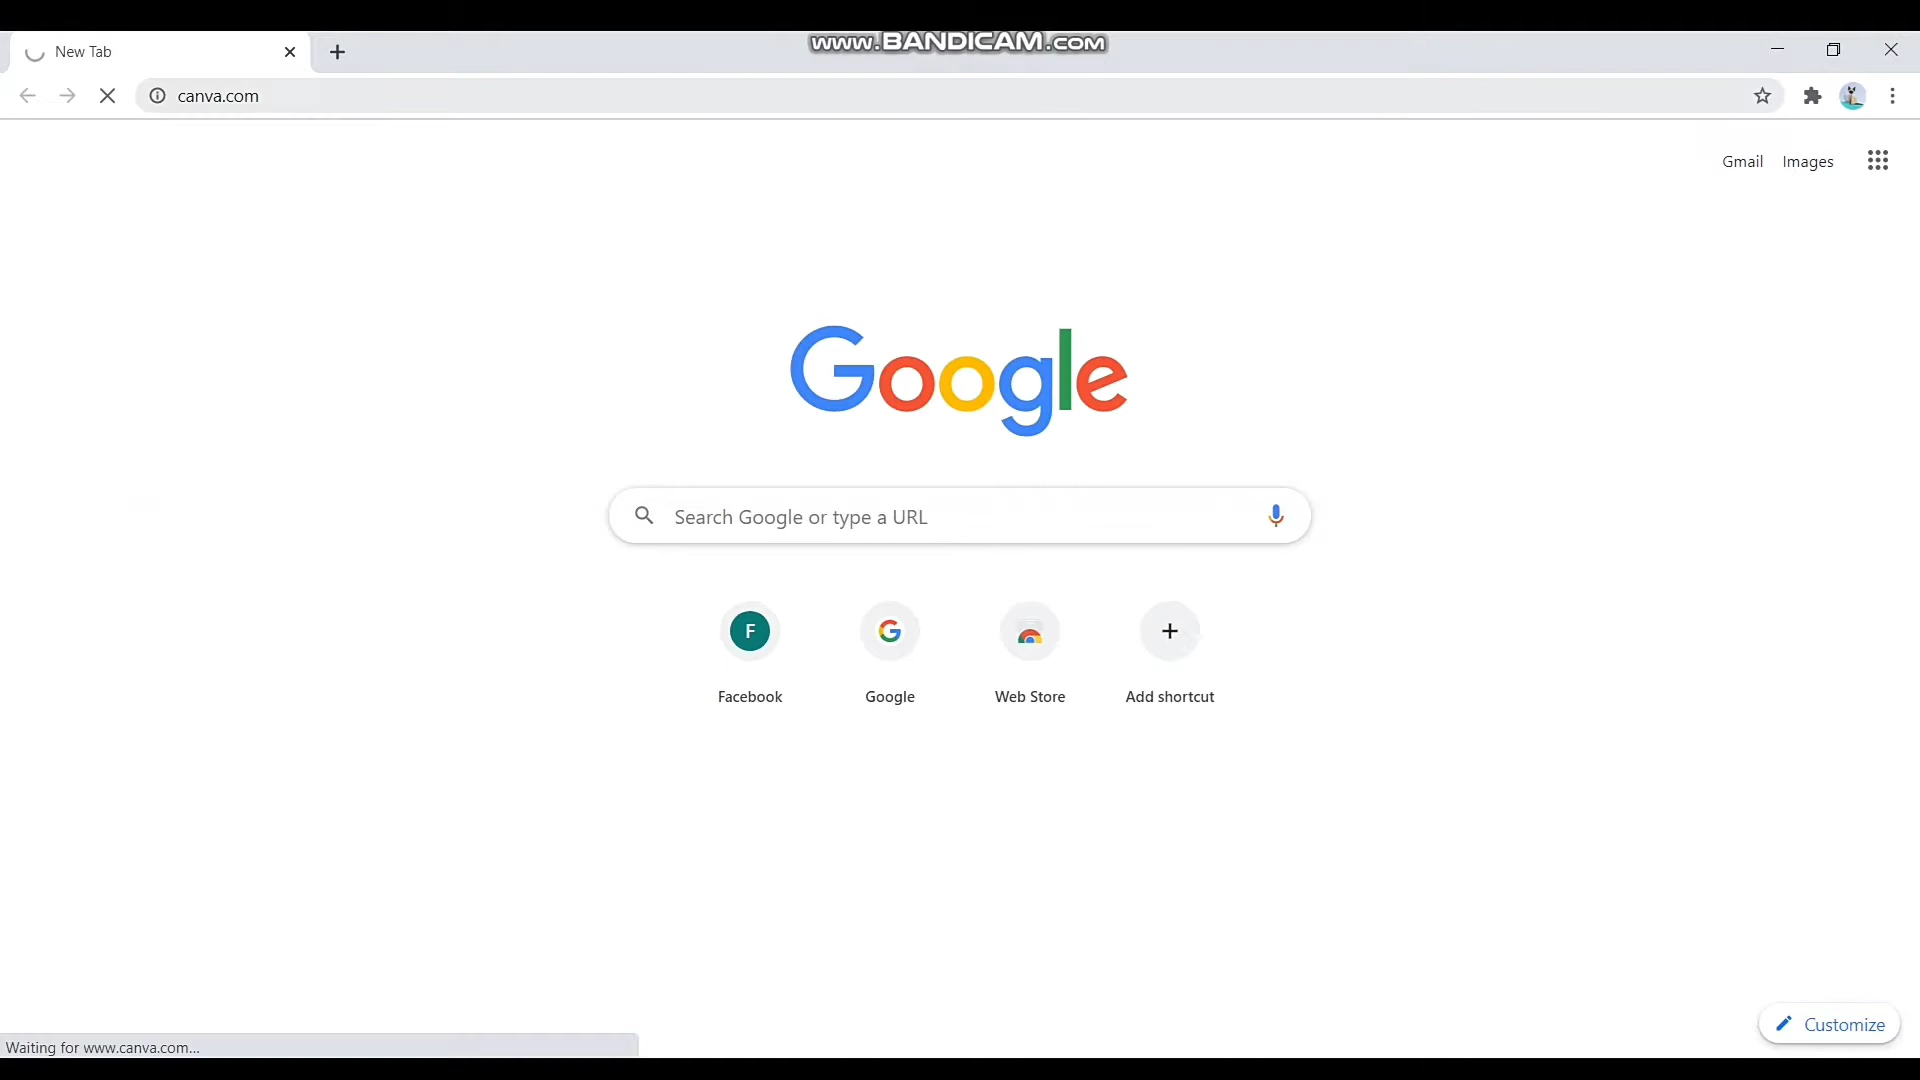 www.BANDICAM.com
New Tab
canva.com
Gmail Images
Google
Search Google or type a URL
F
Facebook Google Web Store Add shortcut
Customize
Waiting for www.canva.com...